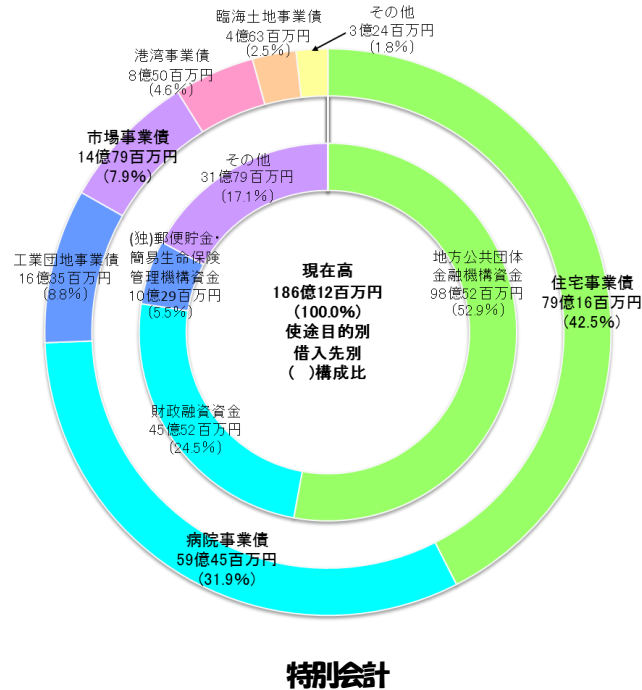 臨海土地事業債
4億63百万円
(2.5%)
その他
3億24百万円
(1.8%)
港湾事業債
8億50百万円
(4.6%)
市場事業債
14億79百万円
(7.9%)
工業団地事業債
16億35百万円
(8.8%)
病院事業債
59億45百万円
(31.9%)
住宅事業債
79億16百万円
(42.5%)
その他
31億79百万円
(17.1%)
(独)郵便貯金・
簡易生命保険
管理機構資金
10億29百万円
(5.5%)
財政融資資金
45億52百万円
(24.5%)
地方公共団体
金融機構資金
98億52百万円
(52.9%)
現在高
186億12百万円
(100.0%)
使途目的別
借入先別
( )構成比
特別会計